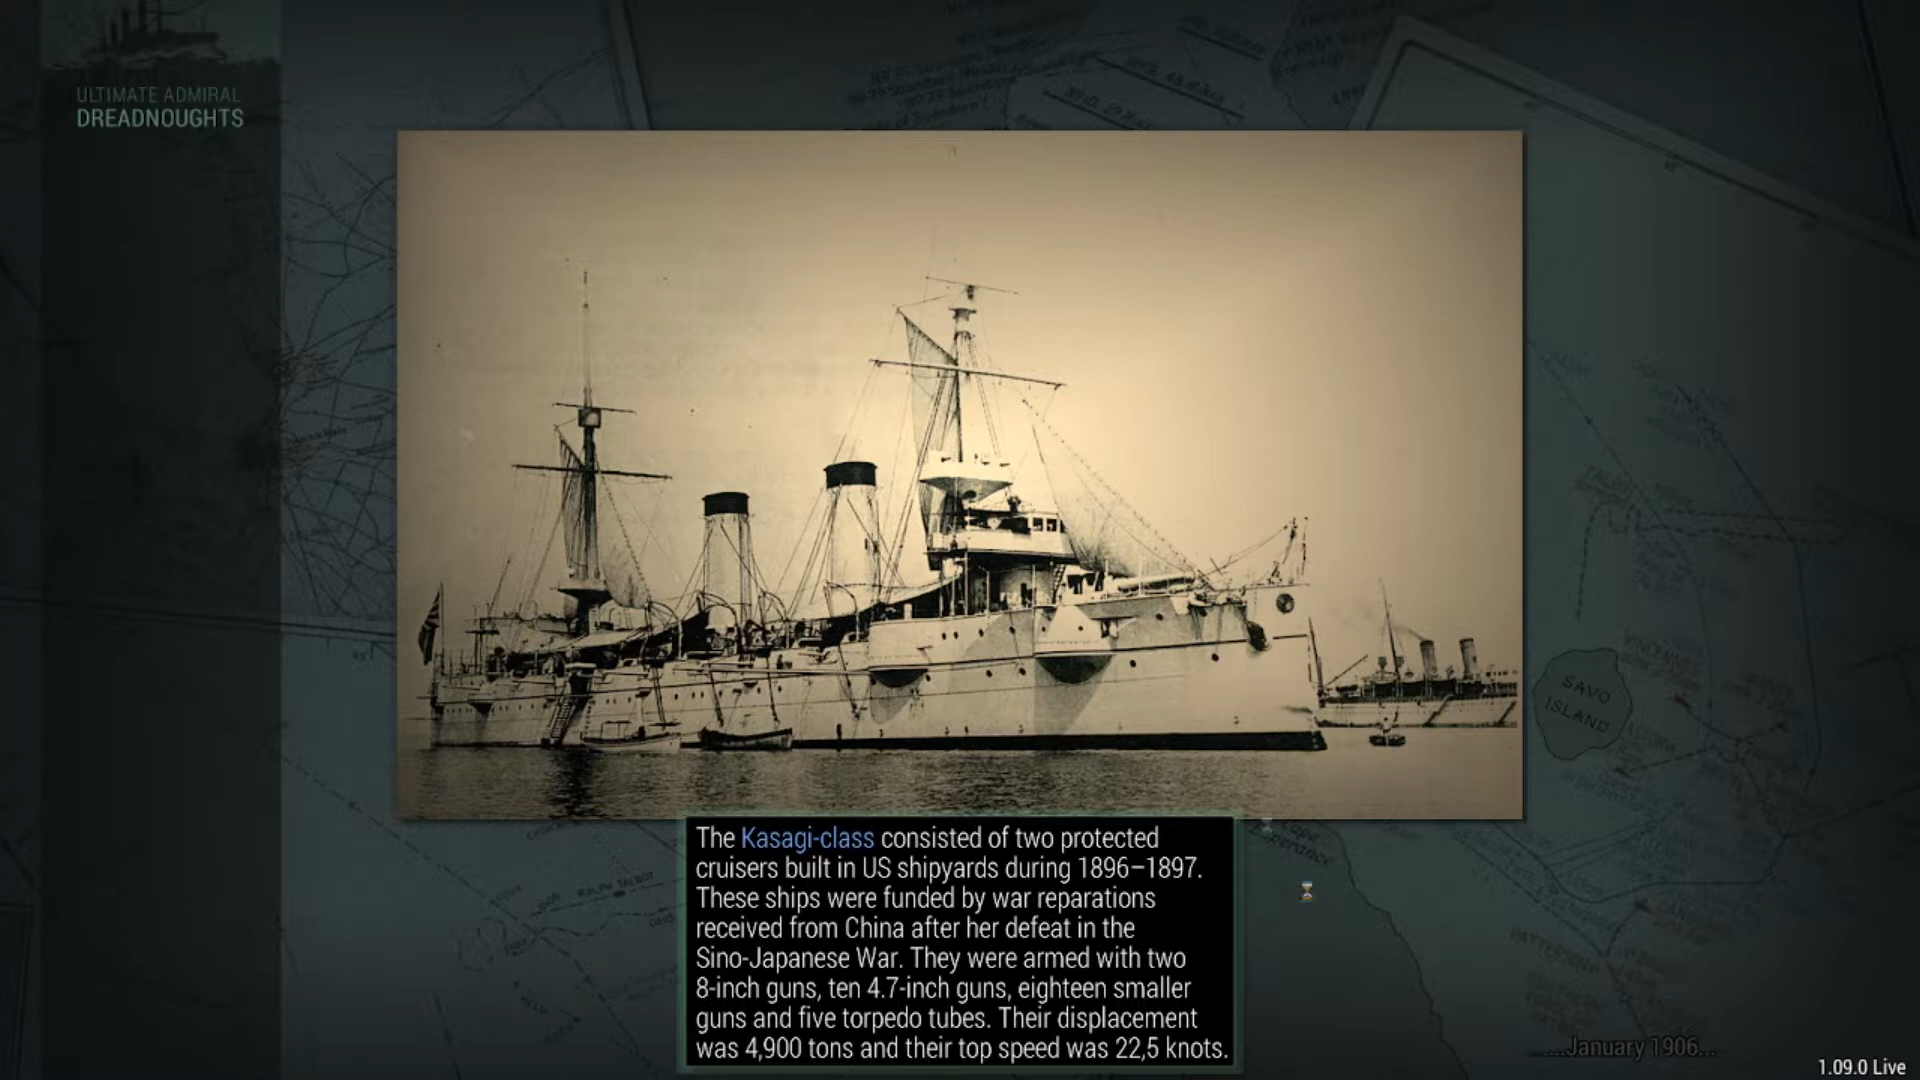 ULTIMATE ADMIRAL
DREADNOUGHTS
SAVO
ISLAND
RALPH TALBOT
The Kasagi-class consisted of two protected
cruisers built in US shipyards during 1896–1897.
These ships were funded by war reparations
received from China after her defeat in the
Sino-Japanese War. They were armed with two
8-inch guns, ten 4.7-inch guns, eighteen smaller
guns and five torpedo tubes. Their displacement
was 4,900 tons and their top speed was 22,5 knots.
...January 1906...
1.09.0 Live